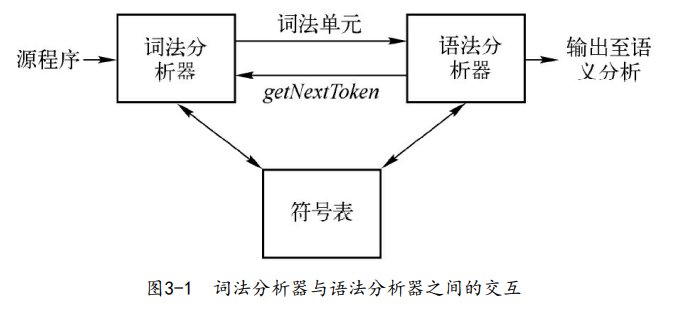 源程序
词法分
析器
词法单元
getNextToken
语法分
析器
输出至语
义分析
符号表
图3-1 词法分析器与语法分析器之间的交互